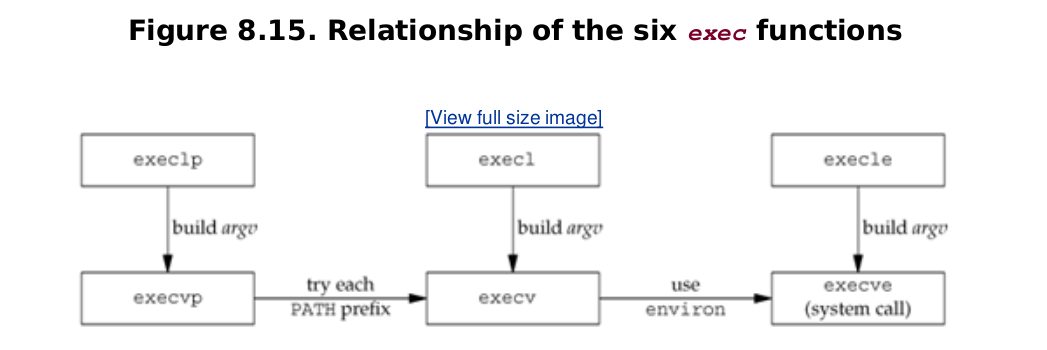 Figure 8.15. Relationship of the six exec functions
[View full size image]
execlp
execl
execle
build argv
build argv
build argv
execvp
try each
PATH prefix
execv
use
environ
execve
(system call)